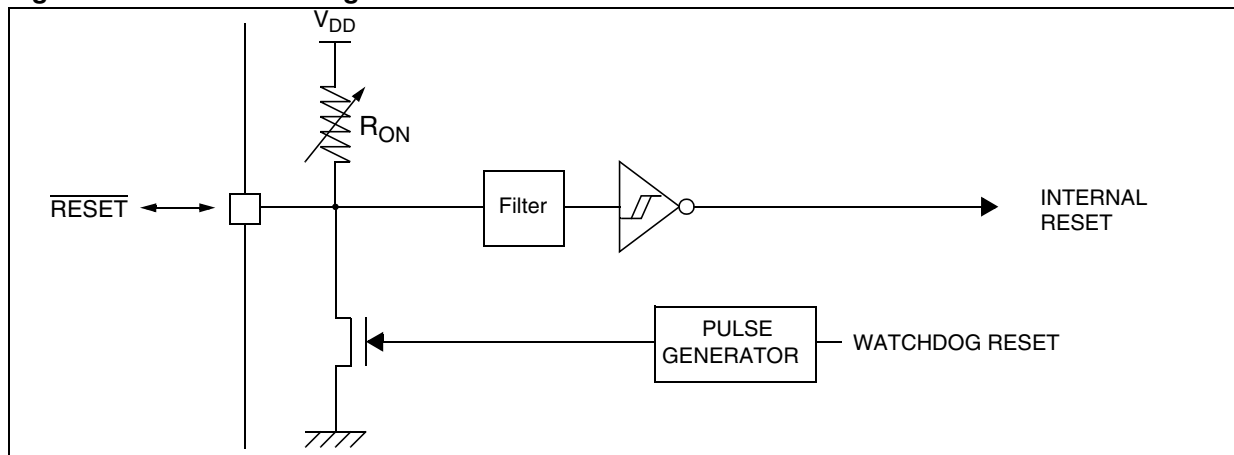 VDD
RON
RESET
Filter
INTERNAL
RESET
PULSE
GENERATOR
WATCHDOG RESET